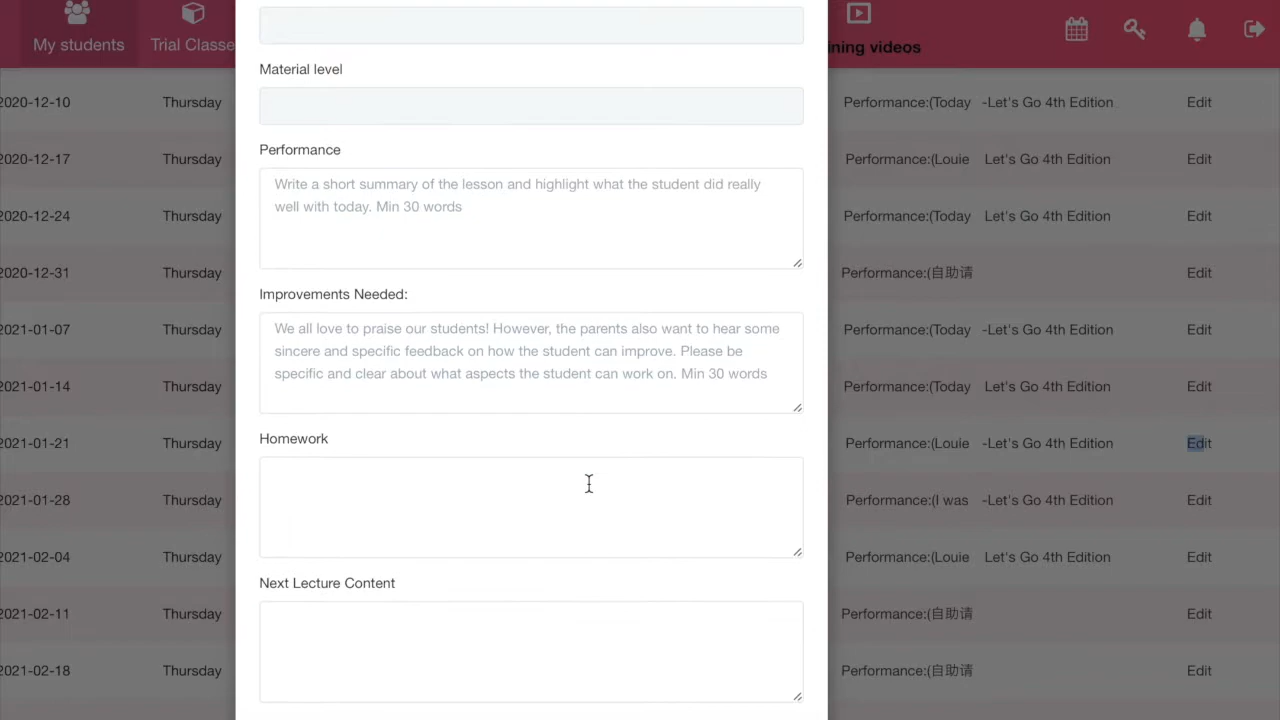 My students
Trial Classe
ining videos
Material level
Performance
Write a short summary of the lesson and highlight what the student did really
well with today. Min 30 words
Improvements Needed:
We all love to praise our students! However, the parents also want to hear some
sincere and specific feedback on how the student can improve. Please be
specific and clear about what aspects the student can work on. Min 30 words
Homework
Next Lecture Content
2020-12-10 Thursday Performance:(Today -Let's Go 4th Edition Edit
2020-12-17 Thursday Performance:(Louie Let's Go 4th Edition Edit
2020-12-24 Thursday Performance:(Today Let's Go 4th Edition Edit
2020-12-31 Thursday Performance:(自助请 Edit
2021-01-07 Thursday Performance:(Today -Let's Go 4th Edition Edit
2021-01-14 Thursday Performance:(Today Let's Go 4th Edition Edit
2021-01-21 Thursday Performance:(Louie -Let's Go 4th Edition Edit
2021-01-28 Thursday Performance:(I was -Let's Go 4th Edition Edit
2021-02-04 Thursday Performance:(Louie Let's Go 4th Edition Edit
2021-02-11 Thursday Performance:(自助请 Edit
2021-02-18 Thursday Performance:(自助请 Edit